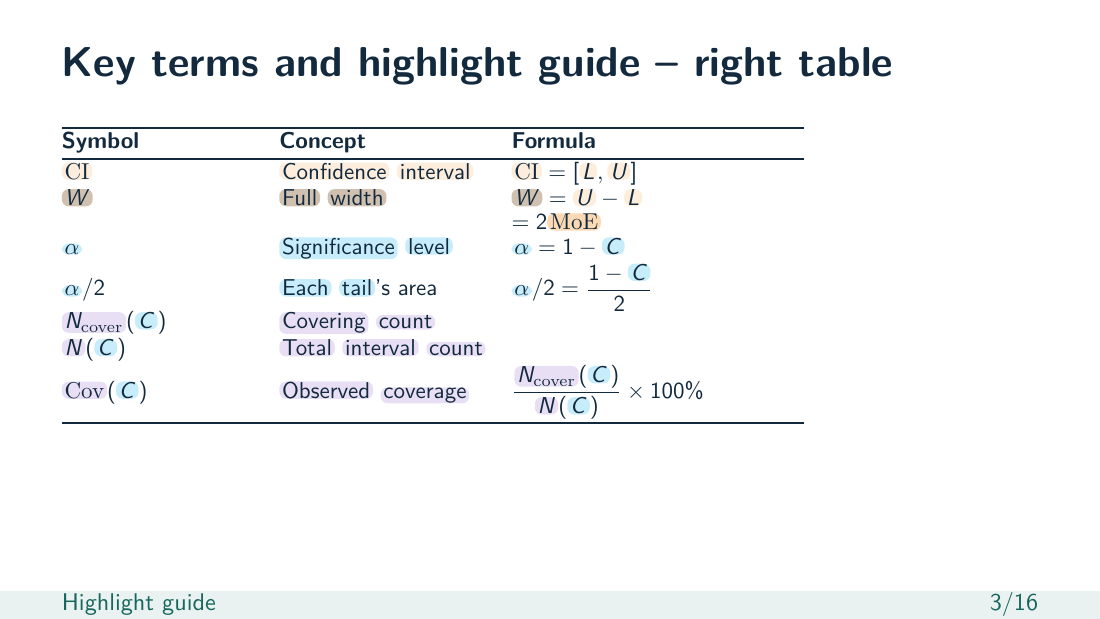 Key terms and highlight guide – right table
Symbol Concept Formula
CI Confidence interval CI = [L, U]
W Full width W = U − L
= 2MoE
α Significance level α = 1 − C
α/2 Each tail's area α/2 = (1 − C)/2
N_cover(C) Covering count
N(C) Total interval count
Cov(C) Observed coverage N_cover(C)/N(C) × 100%
Highlight guide 3/16